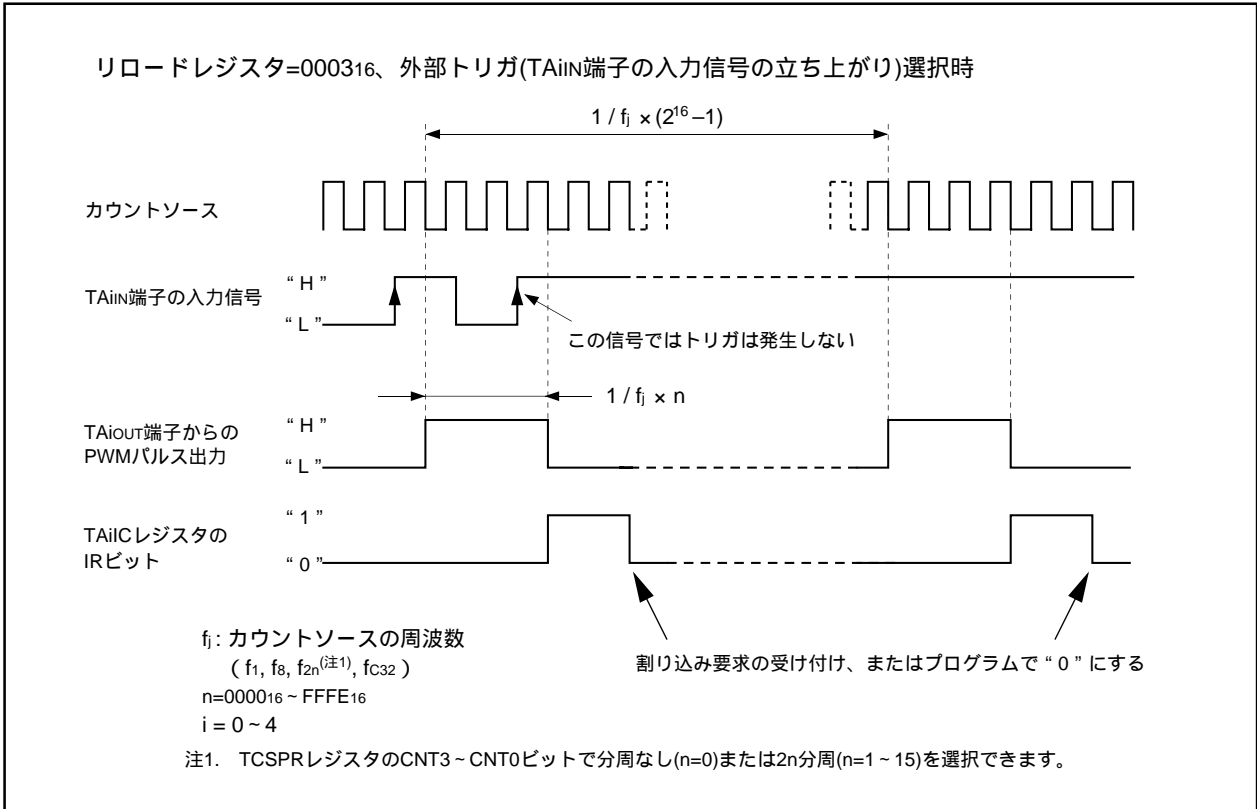 リロードレジスタ=000316、外部トリガ(TAiIN端子の入力信号の立ち上がり)選択時
1 / fj × (2¹⁶ –1)
カウントソース
TAiIN端子の入力信号
“ H ”
“ L ”
この信号ではトリガは発生しない
1 / fj × n
TAiOUT端子からの
PWMパルス出力
“ H ”
“ L ”
TAiICレジスタの
IRビット
“ 1 ”
“ 0 ”
割り込み要求の受け付け、またはプログラムで “ 0 ” にする
fj : カウントソースの周波数
( f1, f8, f2n(注1), fC32 )
n=000016 ~ FFFE16
i = 0 ~ 4
注1. TCSPRレジスタのCNT3 ~ CNT0ビットで分周なし(n=0)または2n分周(n=1 ~ 15)を選択できます。